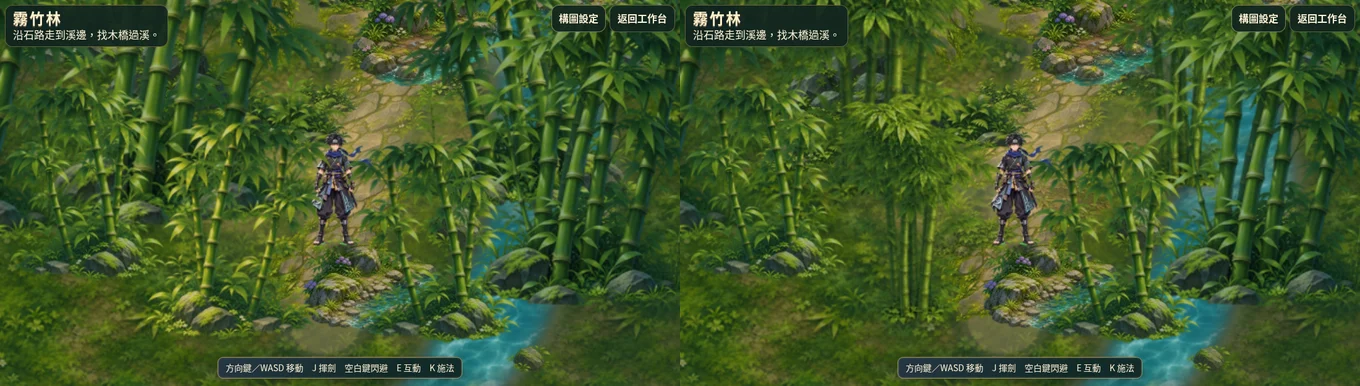 霧竹林
沿石路走到溪邊，找木橋過溪。
構圖設定
返回工作台
方向鍵／WASD 移動 J 揮劍 空白鍵閃避 E 互動 K 施法
霧竹林
沿石路走到溪邊，找木橋過溪。
構圖設定
返回工作台
方向鍵／WASD 移動 J 揮劍 空白鍵閃避 E 互動 K 施法